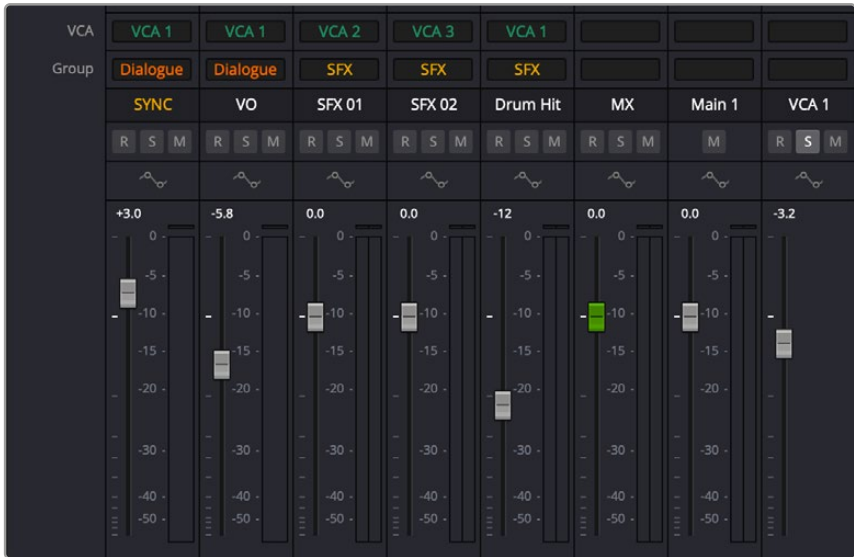 VCA VCA 1 VCA 1 VCA 2 VCA 3 VCA 1
Group Dialogue Dialogue SFX SFX SFX
SYNC VO SFX 01 SFX 02 Drum Hit MX Main 1 VCA 1
R S M R S M R S M R S M R S M R S M M R S M
+3.0 -5.8 0.0 0.0 -12 0.0 0.0 -3.2
0 0 0 0 0 0 0
-5 -5 -5 -5 -5 -5 -5
-10 -10 -10 -10 -10 -10 -10
-15 -15 -15 -15 -15 -15 -15
-20 -20 -20 -20 -20 -20 -20
-30 -30 -30 -30 -30 -30 -30
-40 -40 -40 -40 -40 -40 -40
-50 -50 -50 -50 -50 -50 -50